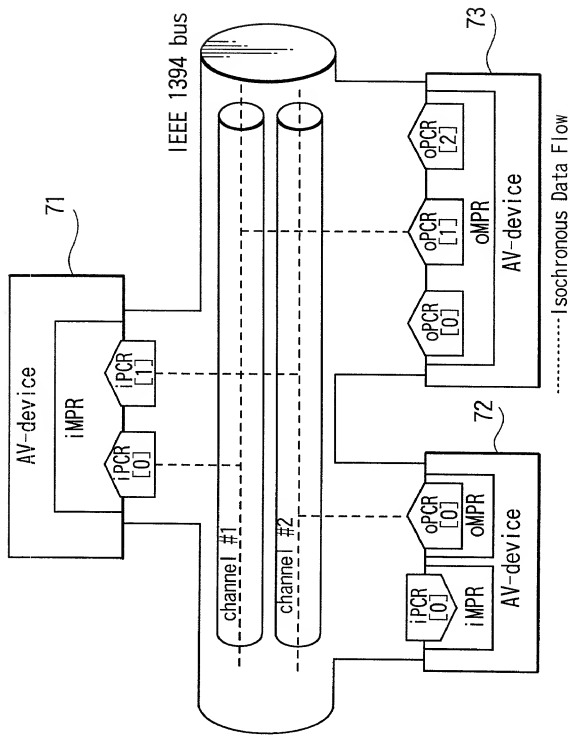 71
AV-device
iMPR
iPCR
[0]
iPCR
[1]
IEEE 1394 bus
channel #1
channel #2
72
iPCR
[0]
oPCR
[0]
iMPR
oMPR
AV-device
73
oPCR
[0]
oPCR
[1]
oPCR
[2]
oMPR
AV-device
Isochronous Data Flow